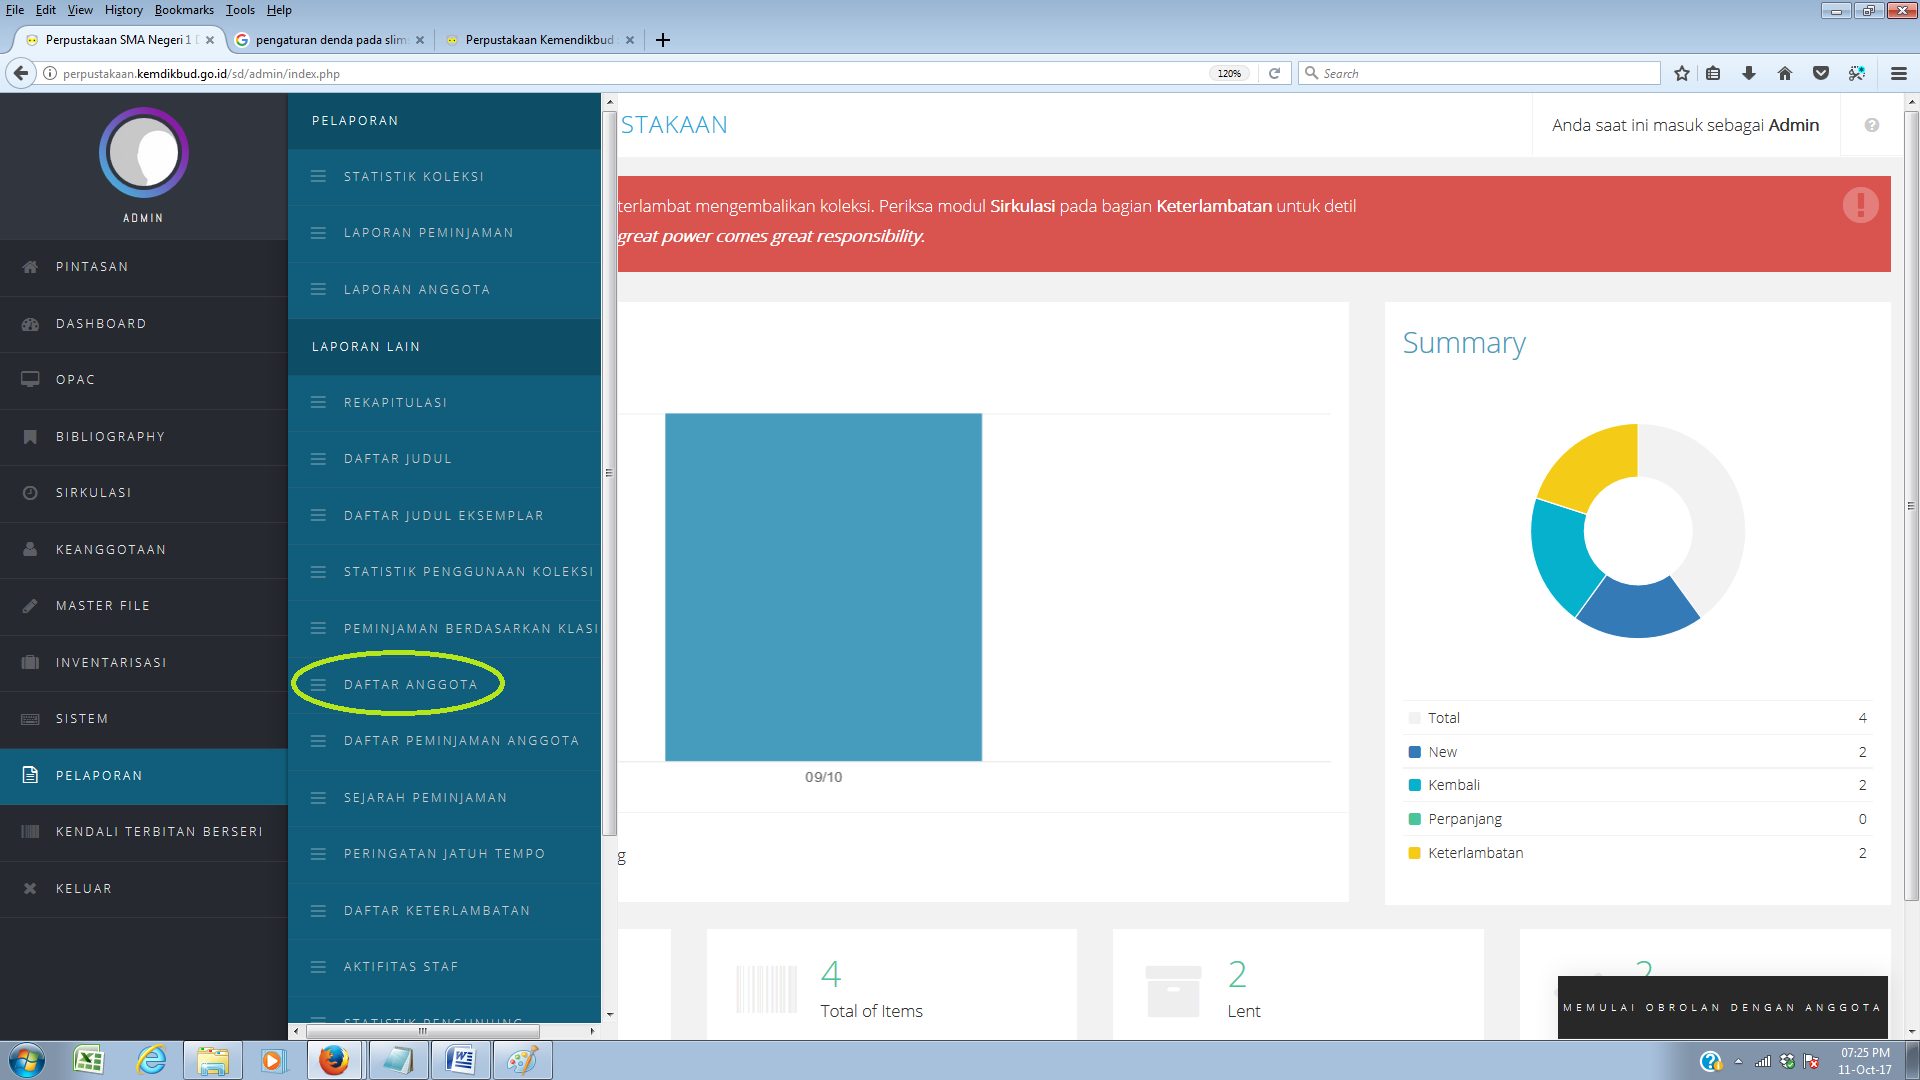 File Edit View History Bookmarks Tools Help
Perpustakaan SMA Negeri 1
pengaturan denda pada slim
Perpustakaan Kemendikbud
perpustakaan.kemdikbud.go.id/sd/admin/index.php
120%
Search
ADMIN
PINTASAN
DASHBOARD
OPAC
BIBLIOGRAPHY
SIRKULASI
KEANGGOTAAN
MASTER FILE
INVENTARISASI
SISTEM
PELAPORAN
KENDALI TERBITAN BERSERI
KELUAR
PELAPORAN
STATISTIK KOLEKSI
LAPORAN PEMINJAMAN
LAPORAN ANGGOTA
LAPORAN LAIN
REKAPITULASI
DAFTAR JUDUL
DAFTAR JUDUL EKSEMPLAR
STATISTIK PENGGUNAAN KOLEKSI
PEMINJAMAN BERDASARKAN KLASI
DAFTAR ANGGOTA
DAFTAR PEMINJAMAN ANGGOTA
SEJARAH PEMINJAMAN
PERINGATAN JATUH TEMPO
DAFTAR KETERLAMBATAN
AKTIFITAS STAF
STATISTIK PENGUNJUNG
STAKAAN
Anda saat ini masuk sebagai Admin
terlambat mengembalikan koleksi. Periksa modul Sirkulasi pada bagian Keterlambatan untuk detil
great power comes great responsibility.
09/10
g
Summary
Total 4
New 2
Kembali 2
Perpanjang 0
Keterlambatan 2
4
Total of Items
2
Lent
2
MEMULAI OBROLAN DENGAN ANGGOTA
07:25 PM
11-Oct-17